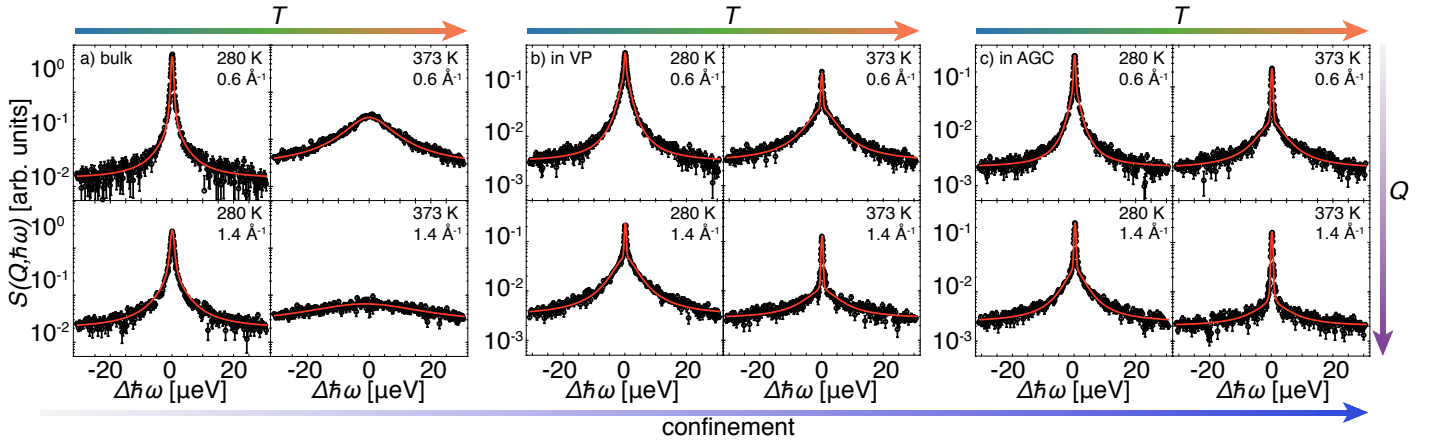 T T T
a) bulk 280 K 373 K b) in VP 280 K 373 K c) in AGC 280 K 373 K
0.6 Å⁻¹ 0.6 Å⁻¹ 0.6 Å⁻¹ 0.6 Å⁻¹ 0.6 Å⁻¹ 0.6 Å⁻¹
10⁰ 10⁻¹ 10⁻¹
10⁻¹ 10⁻² 10⁻²
10⁻² 10⁻³ 10⁻³
S(Q,ħω) [arb. units]
Q
280 K 373 K 280 K 373 K 280 K 373 K
1.4 Å⁻¹ 1.4 Å⁻¹ 1.4 Å⁻¹ 1.4 Å⁻¹ 1.4 Å⁻¹ 1.4 Å⁻¹
10⁰ 10⁻¹ 10⁻¹
10⁻¹ 10⁻² 10⁻²
10⁻² 10⁻³ 10⁻³
-20 0 20 -20 0 20 -20 0 20 -20 0 20 -20 0 20 -20 0 20
Δħω [μeV] Δħω [μeV] Δħω [μeV] Δħω [μeV] Δħω [μeV] Δħω [μeV]
confinement